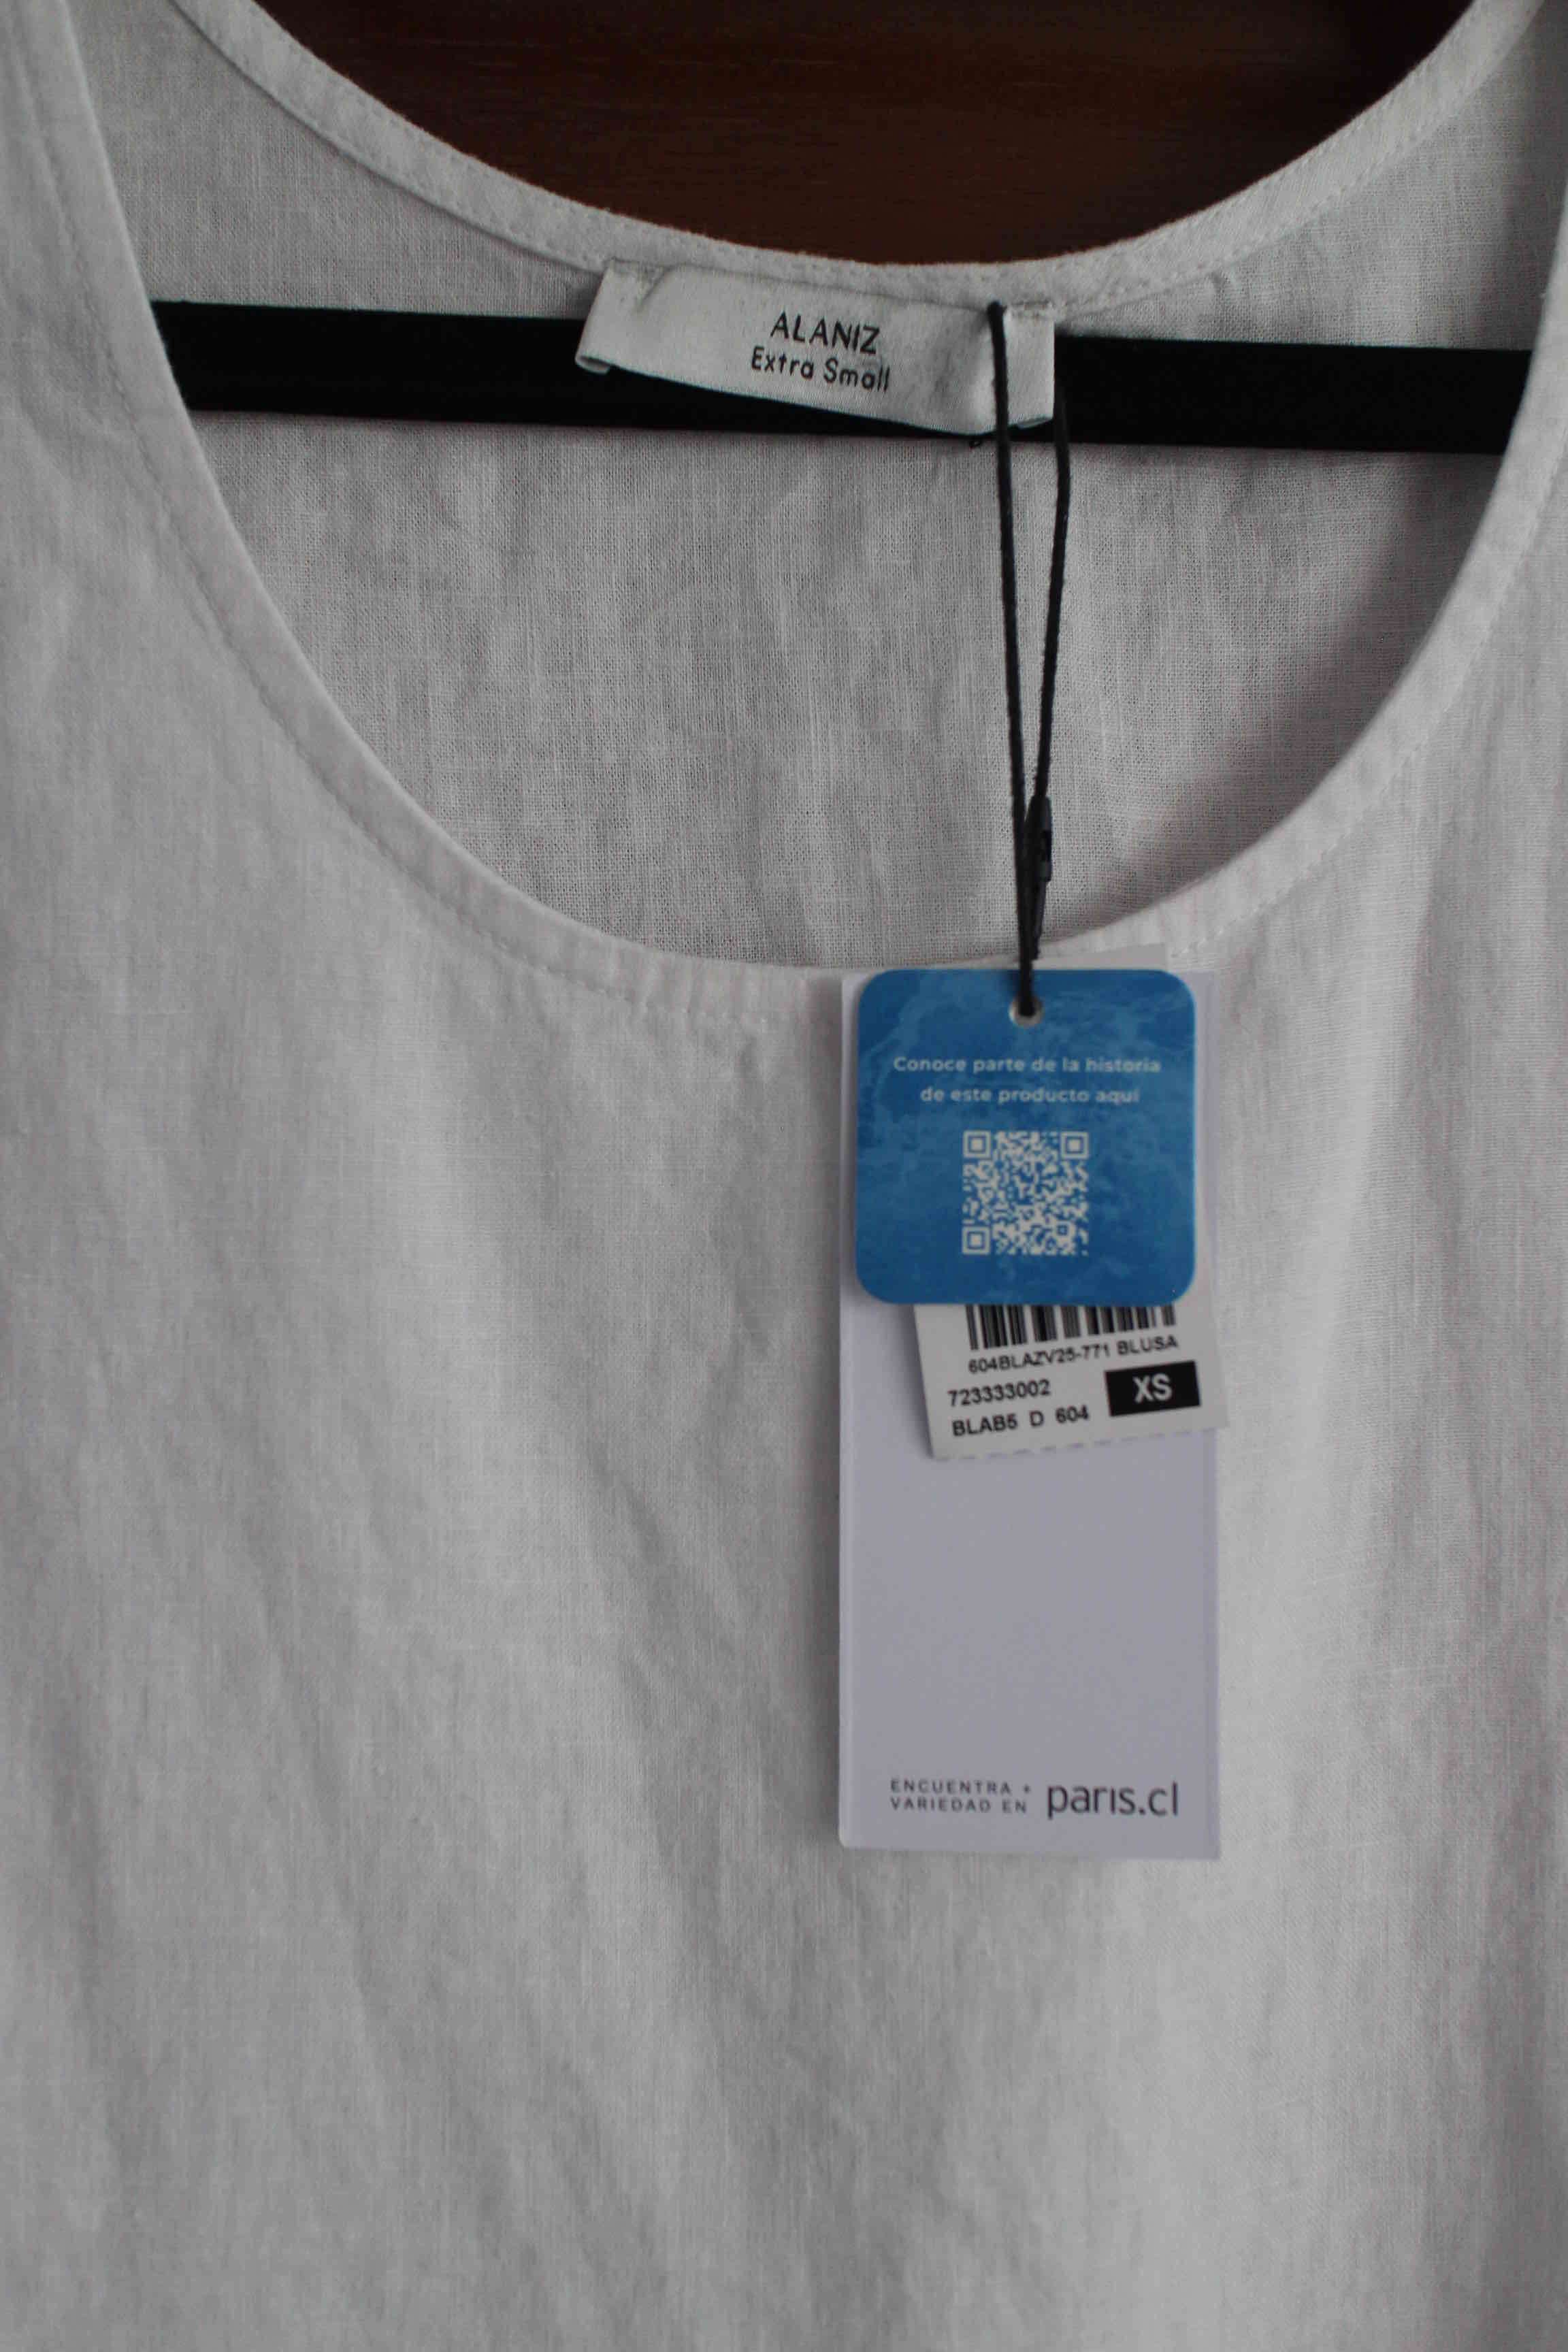 ALANIZ
Extra Small
Conoce parte de la historia
de este producto aquí
604BLAZV25-771 BLUSA
723333002
XS
BLAB5 D 604
ENCUENTRA +
VARIEDAD EN
paris.cl